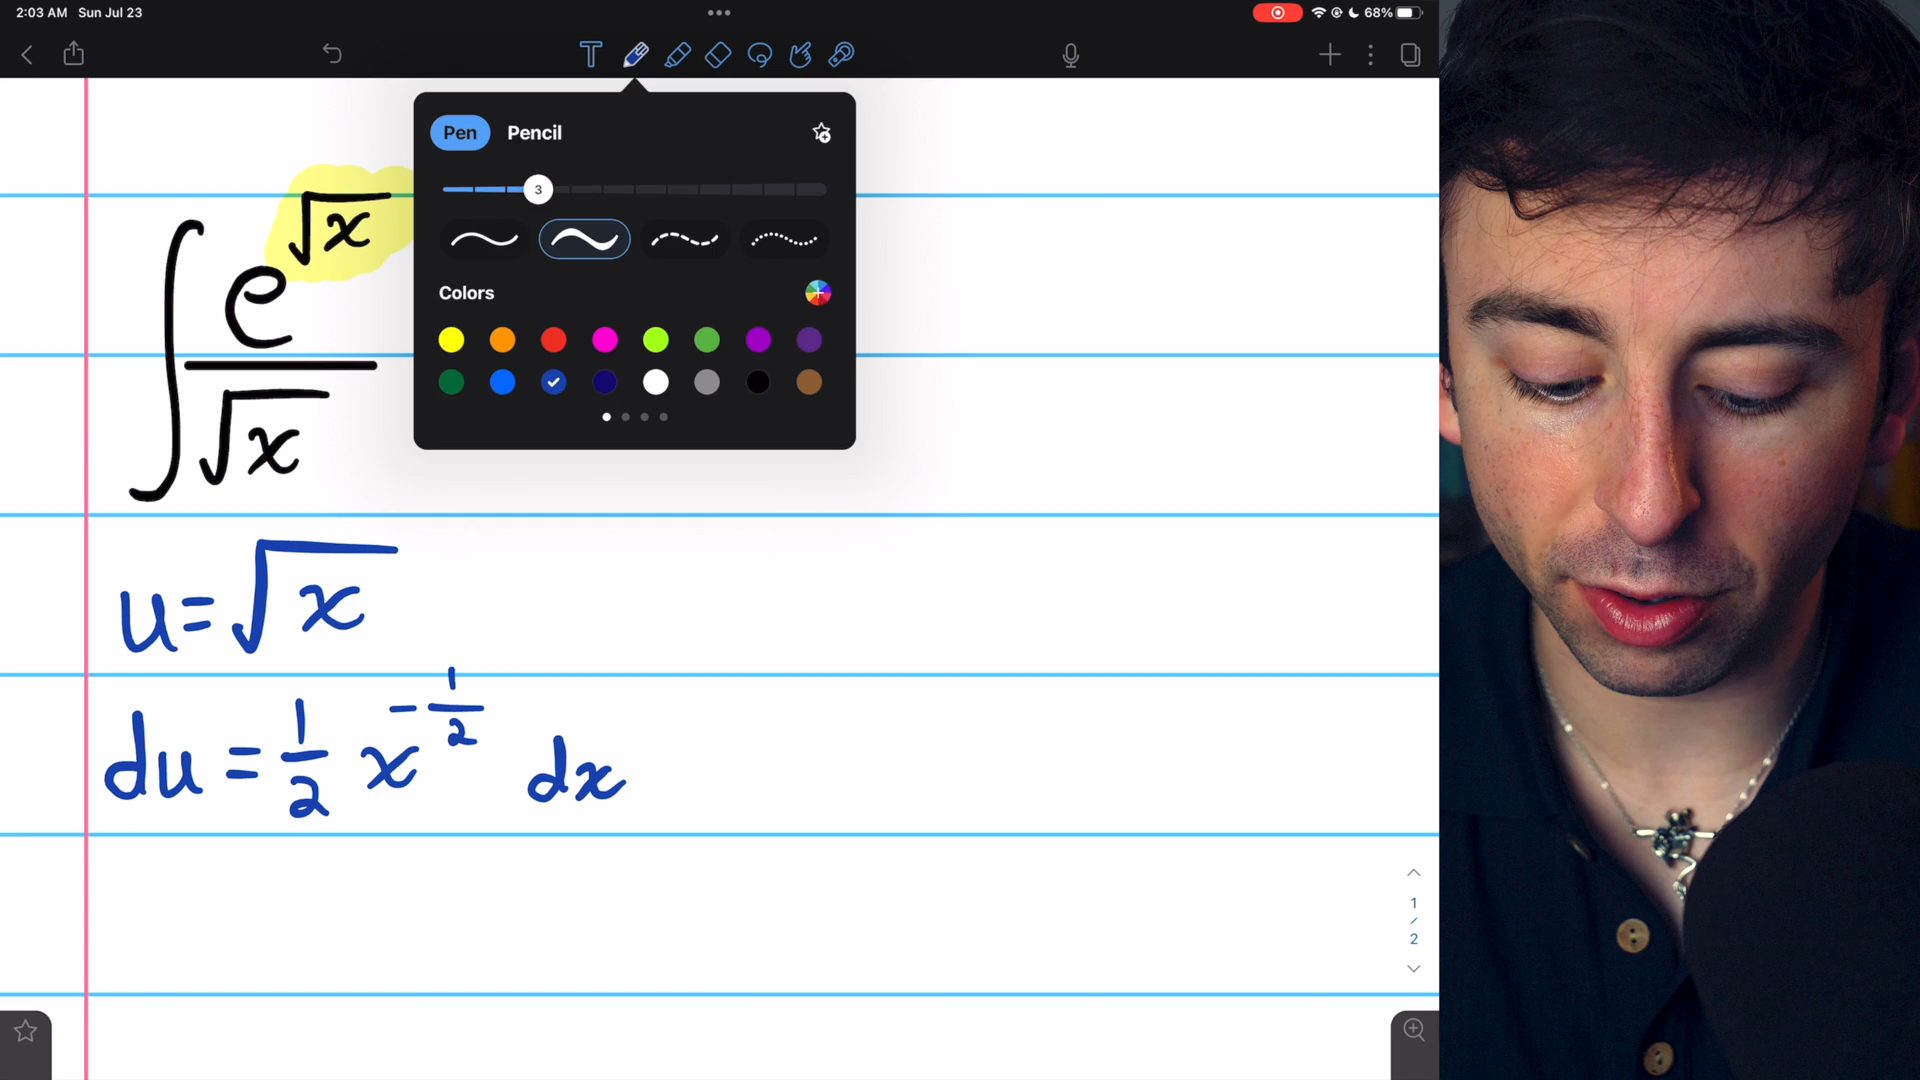 2:03 AM Sun Jul 23
68%
T
Pen Pencil
3
Colors
∫ e^√x / √x
u = √x
du = 1/2 x^-1/2 dx
1
/
2